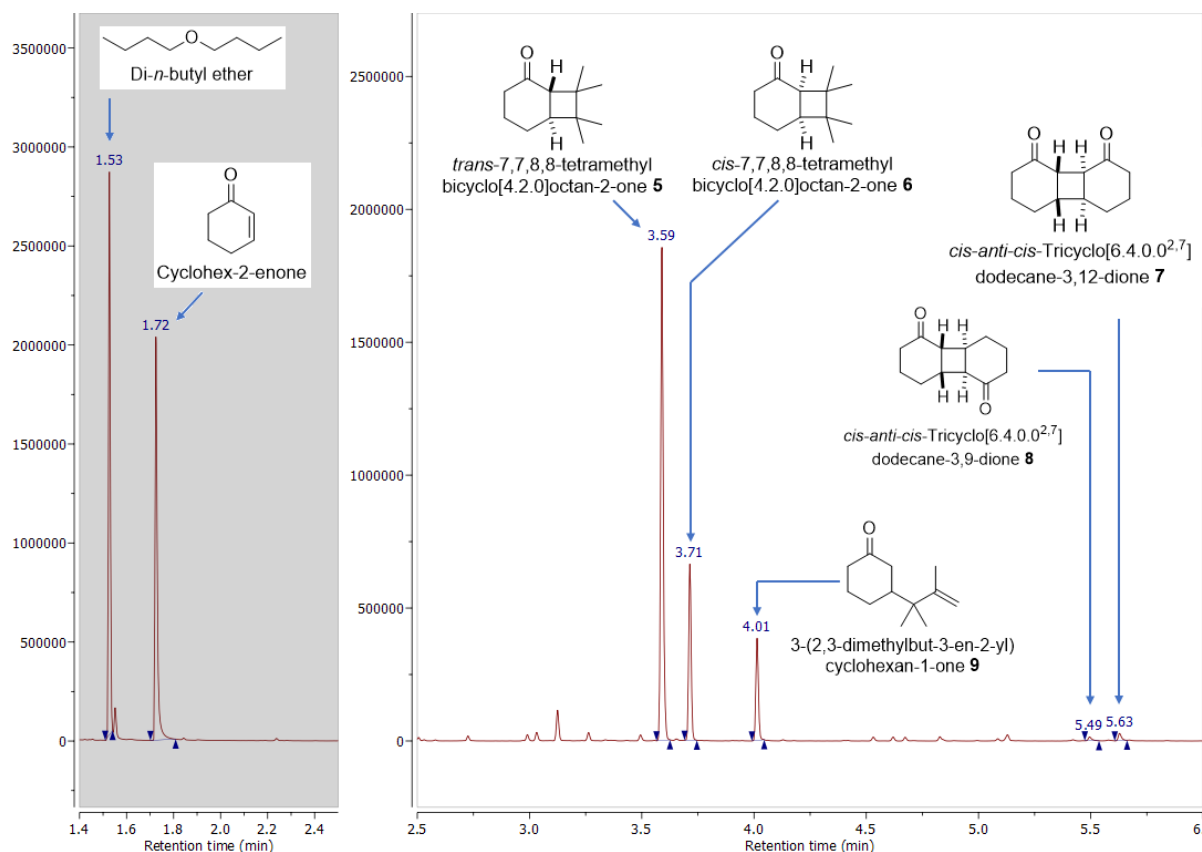 3500000
3000000
2500000
2000000
1500000
1000000
500000
0
O
Di-n-butyl ether
1.53
O
Cyclohex-2-enone
1.72
1.4 1.6 1.8 2.0 2.2 2.4
Retention time (min)
2500000
2000000
1500000
1000000
500000
0
O H
H
trans-7,7,8,8-tetramethyl
bicyclo[4.2.0]octan-2-one 5
3.59
O H
H
cis-7,7,8,8-tetramethyl
bicyclo[4.2.0]octan-2-one 6
3.71
O H H O
H H
cis-anti-cis-Tricyclo[6.4.0.02,7]
dodecane-3,12-dione 7
O H H
H H
O
cis-anti-cis-Tricyclo[6.4.0.02,7]
dodecane-3,9-dione 8
O
3-(2,3-dimethylbut-3-en-2-yl)
cyclohexan-1-one 9
4.01
5.49 5.63
2.5 3.0 3.5 4.0 4.5 5.0 5.5
Retention time (min)